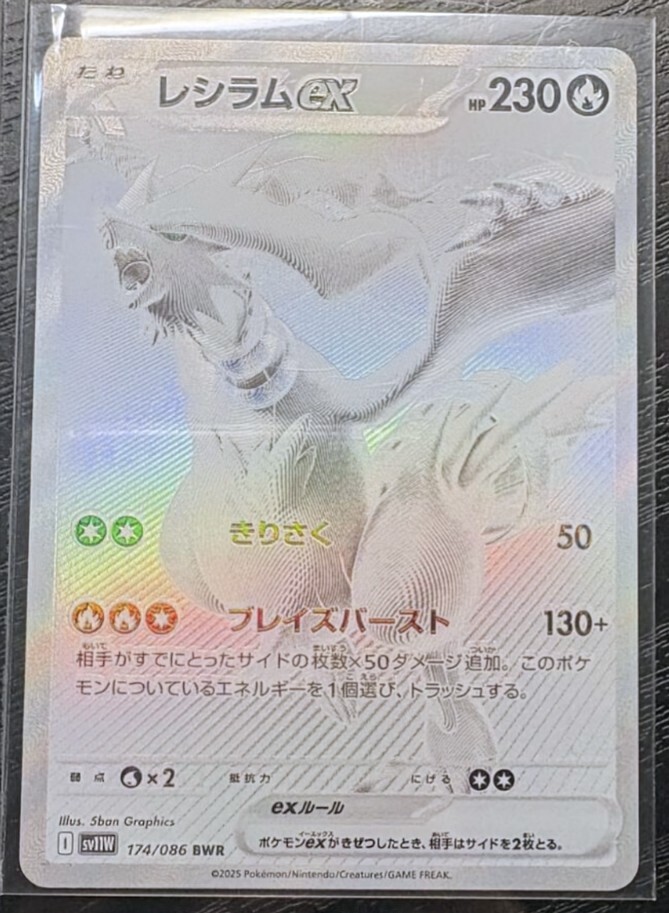 たね
レシラムex
HP 230
きりさく 50
ブレイズバースト 130+
相手がすでにとったサイドの枚数×50ダメージ追加。このポケ
モンについているエネルギーを1個選び、トラッシュする。
弱点 ×2 抵抗力 にげる
exルール
ポケモンexがきぜつしたとき、相手はサイドを2枚とる。
Illus. 5ban Graphics
I sv11W 174/086 BWR
©2025 Pokémon/Nintendo/Creatures/GAME FREAK.